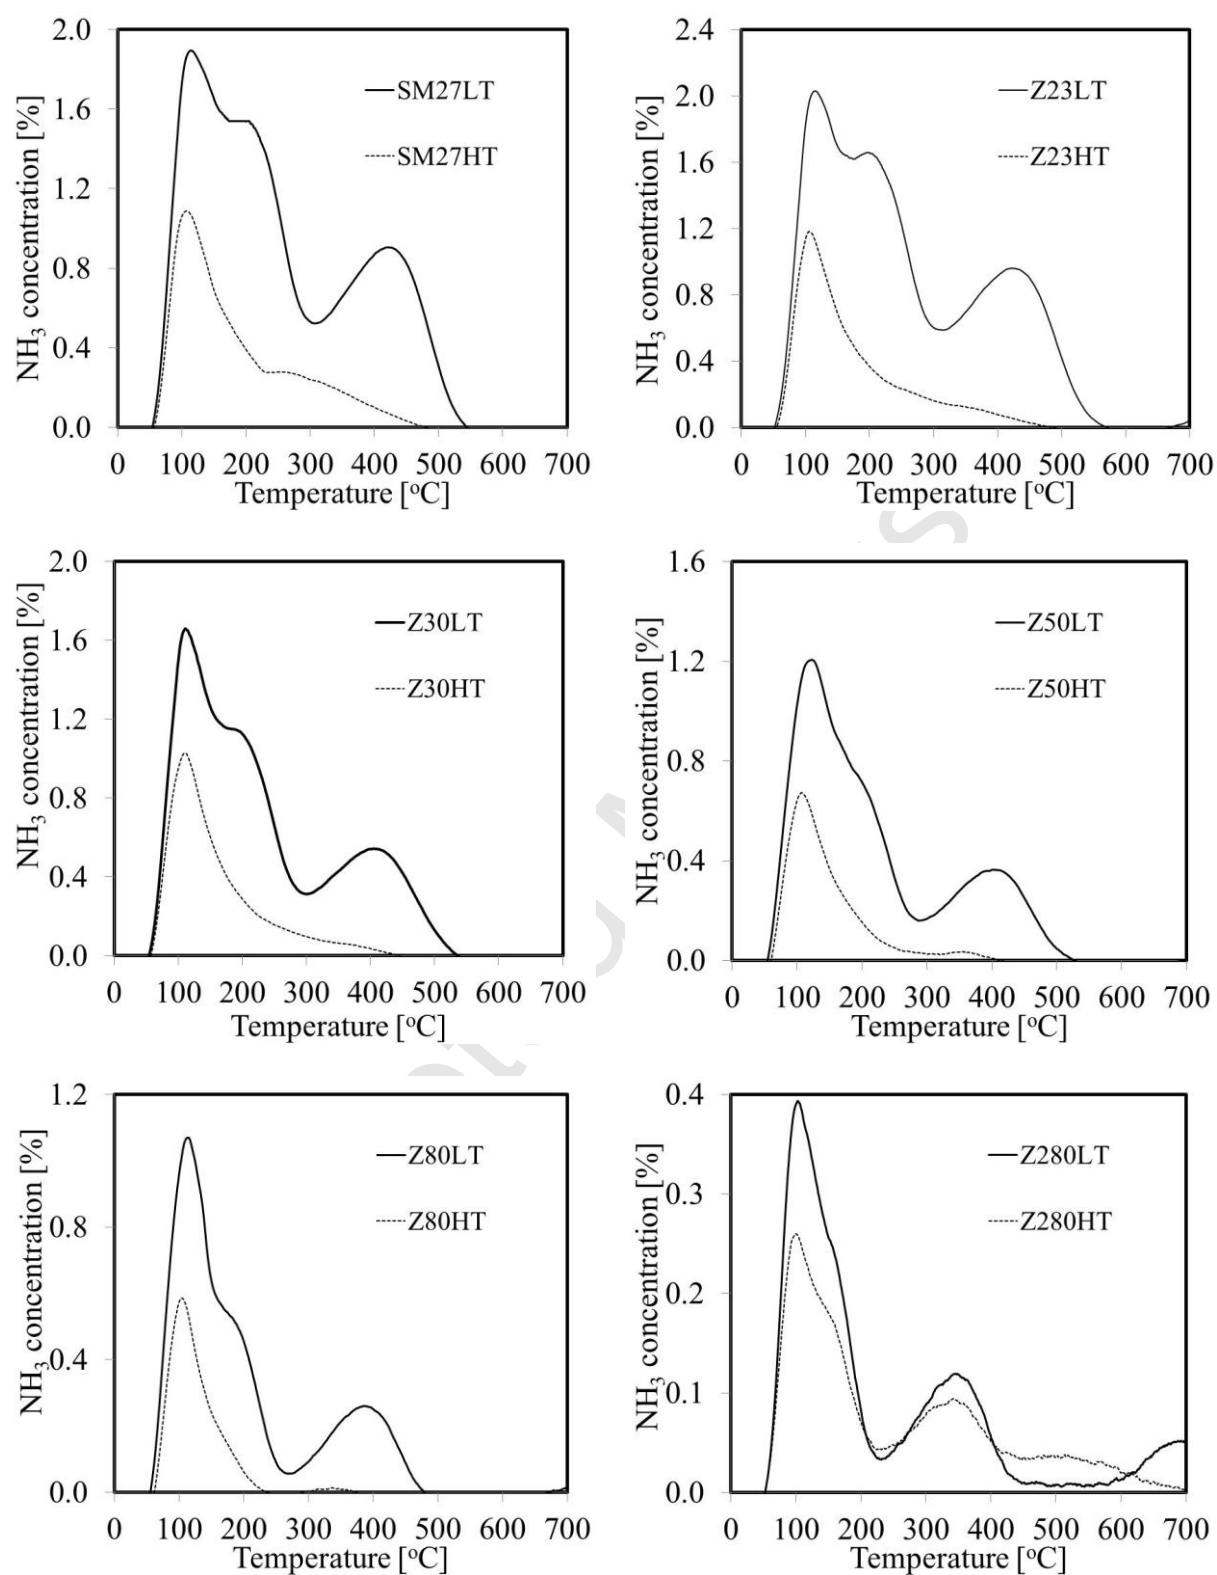 2.0
1.6
1.2
0.8
0.4
0.0
NH₃ concentration [%]
SM27LT
SM27HT
0 100 200 300 400 500 600 700
Temperature [°C]
2.4
2.0
1.6
1.2
0.8
0.4
0.0
NH₃ concentration [%]
Z23LT
Z23HT
0 100 200 300 400 500 600 700
Temperature [°C]
2.0
1.6
1.2
0.8
0.4
0.0
NH₃ concentration [%]
Z30LT
Z30HT
0 100 200 300 400 500 600 700
Temperature [°C]
1.6
1.2
0.8
0.4
0.0
NH₃ concentration [%]
Z50LT
Z50HT
0 100 200 300 400 500 600 700
Temperature [°C]
1.2
0.8
0.4
0.0
NH₃ concentration [%]
Z80LT
Z80HT
0 100 200 300 400 500 600 700
Temperature [°C]
0.4
0.3
0.2
0.1
0.0
NH₃ concentration [%]
Z280LT
Z280HT
0 100 200 300 400 500 600 700
Temperature [°C]